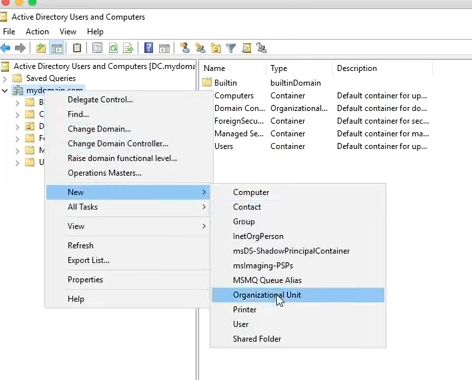 Active Directory Users and Computers
File Action View Help
Active Directory Users and Computers [DC.mydoma
Saved Queries
mydomain.com
B
C
D
F
M
U
Name Type Description
Builtin builtinDomain
Computers Container Default container for up...
Domain Con... Organizational... Default container for do...
ForeignSecu... Container Default container for sec...
Managed Se... Container Default container for ma...
Users Container Default container for up...
Delegate Control...
Find...
Change Domain...
Change Domain Controller...
Raise domain functional level...
Operations Masters...
New
All Tasks
View
Refresh
Export List...
Properties
Help
Computer
Contact
Group
InetOrgPerson
msDS-ShadowPrincipalContainer
msImaging-PSPs
MSMQ Queue Alias
Organizational Unit
Printer
User
Shared Folder